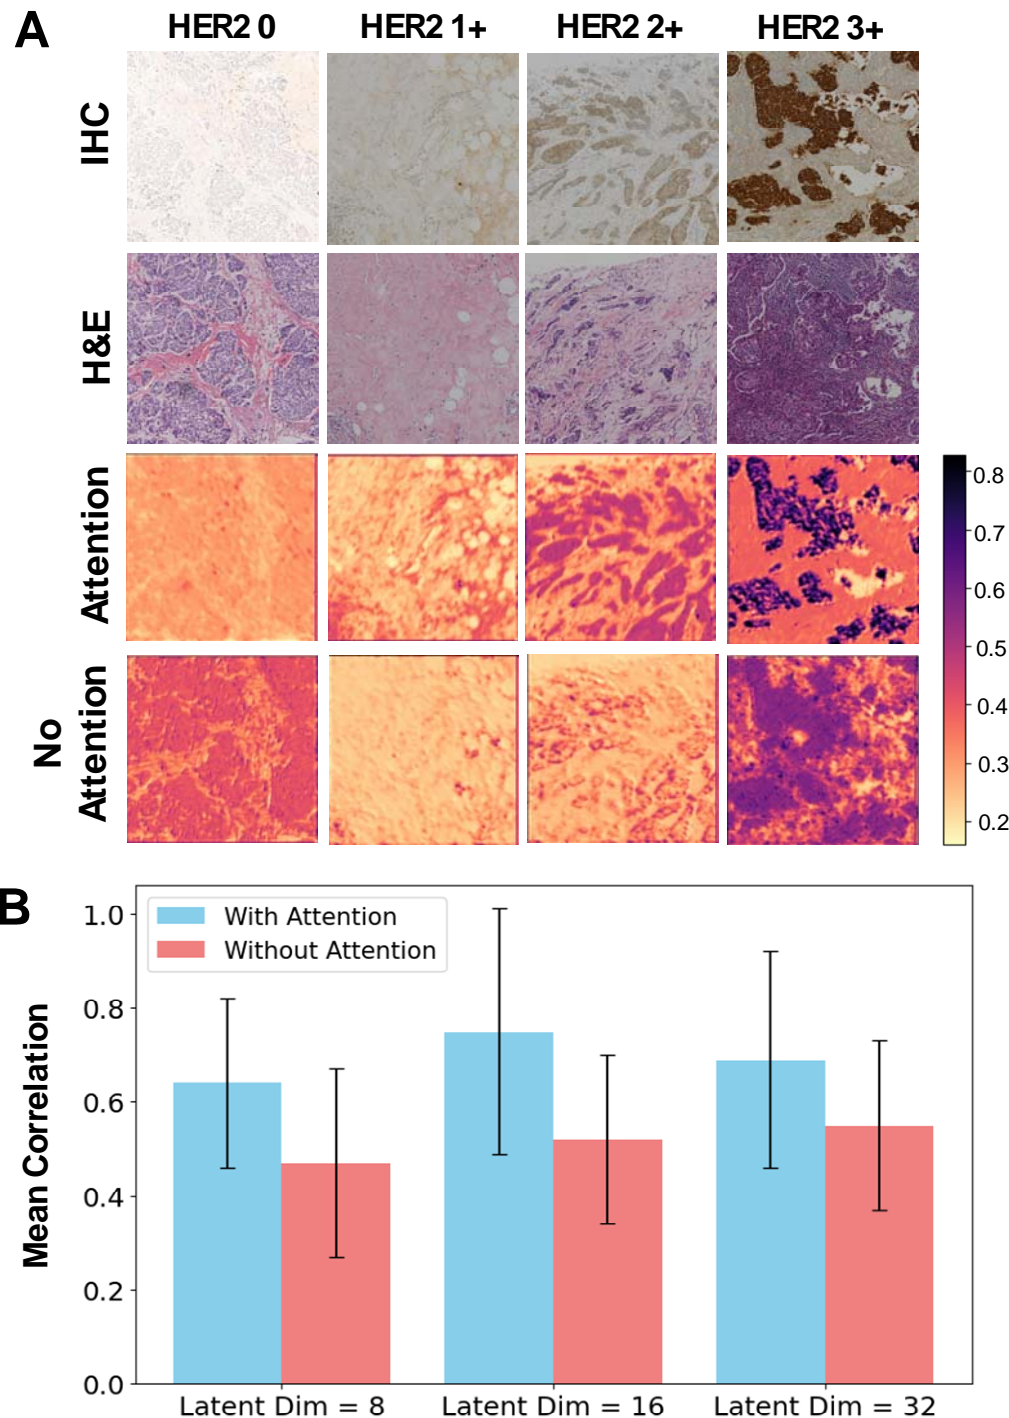 A
HER2 0
HER2 1+
HER2 2+
HER2 3+
IHC
H&E
Attention
No
Attention
0.8
0.7
0.6
0.5
0.4
0.3
0.2
B
With Attention
Without Attention
Mean Correlation
1.0
0.8
0.6
0.4
0.2
0.0
Latent Dim = 8
Latent Dim = 16
Latent Dim = 32